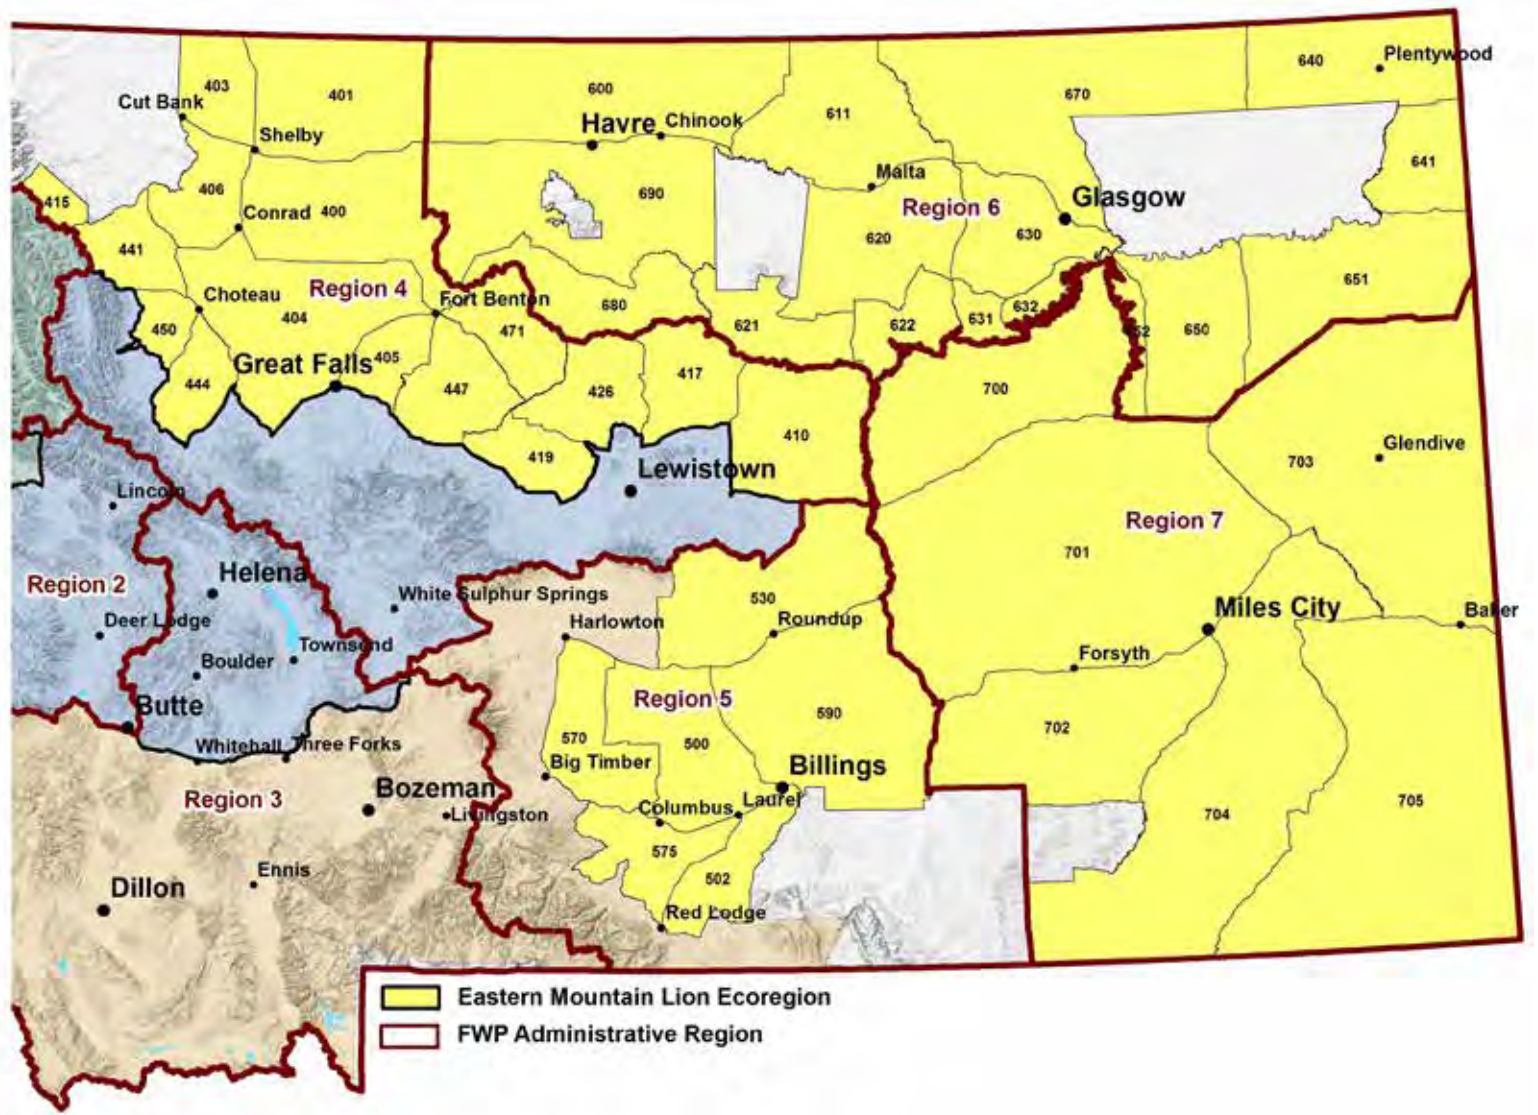 640
Plentywood
403
401
600
670
Cut Bank
611
Havre
Chinook
Shelby
641
Malta
406
690
415
Conrad
400
Region 6
Glasgow
441
620
630
Region 4
651
Choteau
Fort Benton
404
680
450
471
621
622
631
632
650
Great Falls
405
417
444
447
426
700
410
419
Lewistown
703
Glendive
Lincoln
Region 7
701
Helena
Region 2
White Sulphur Springs
530
Miles City
Baker
Deer Lodge
Harlowton
Roundup
Townsend
Forsyth
Boulder
Region 5
Butte
590
702
570
500
Whitehall
Three Forks
Big Timber
Billings
Region 3
Bozeman
Columbus
Laurel
705
Livingston
704
575
Ennis
502
Dillon
Red Lodge
Eastern Mountain Lion Ecoregion
FWP Administrative Region